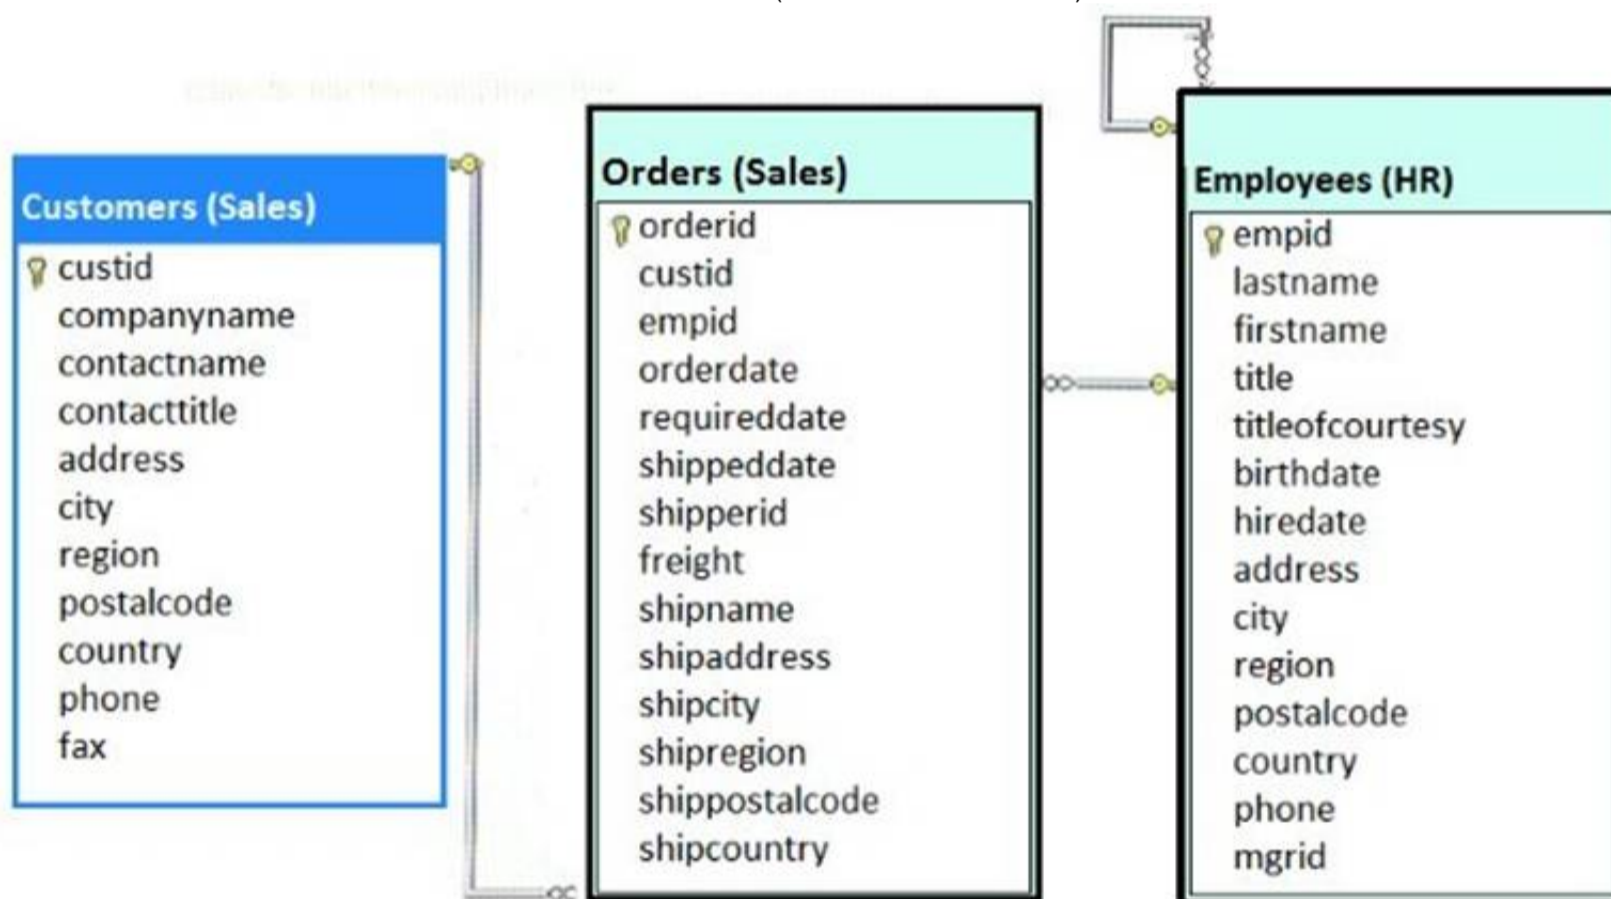 Customers (Sales)
custid
companyname
contactname
contacttitle
address
city
region
postalcode
country
phone
fax
Orders (Sales)
orderid
custid
empid
orderdate
requireddate
shippeddate
shipperid
freight
shipname
shipaddress
shipcity
shipregion
shippostalcode
shipcountry
Employees (HR)
empid
lastname
firstname
title
titleofcourtesy
birthdate
hiredate
address
city
region
postalcode
country
phone
mgrid